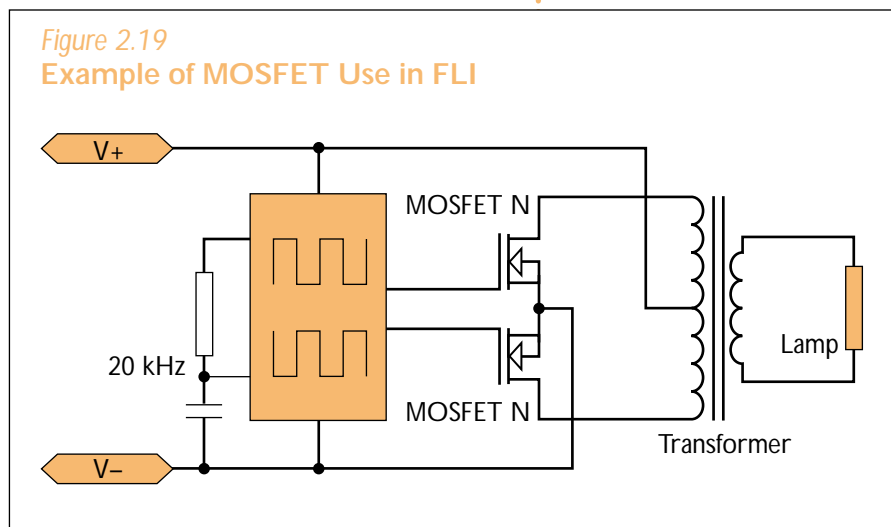 Figure 2.19
Example of MOSFET Use in FLI
V+
MOSFET N
20 kHz
Lamp
MOSFET N
Transformer
V–